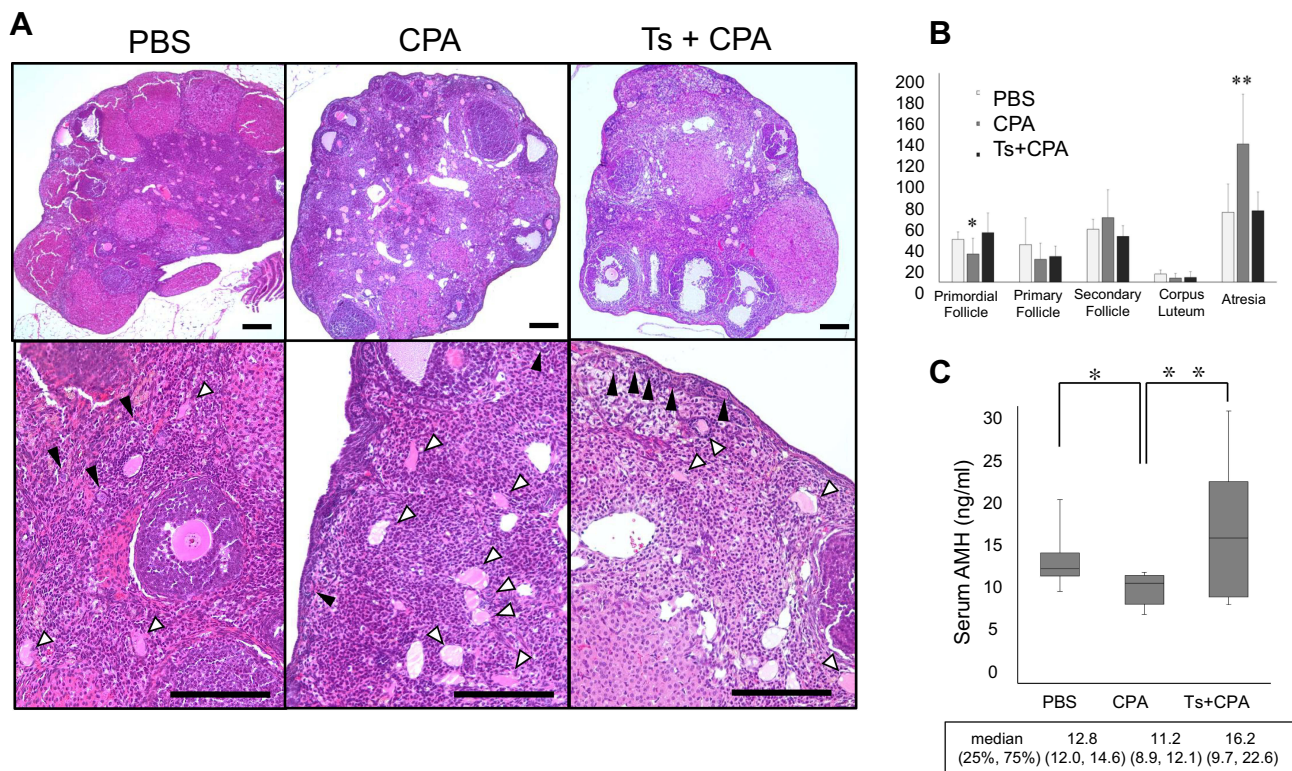 A
PBS
CPA
Ts + CPA
B
200
180
160
140
120
100
80
60
40
20
0
PBS
CPA
Ts+CPA
*
**
Primordial
Follicle
Primary
Follicle
Secondary
Follicle
Corpus
Luteum
Atresia
C
* * *
Serum AMH (ng/ml)
30
25
20
15
10
5
0
PBS CPA Ts+CPA
median 12.8 11.2 16.2
(25%, 75%) (12.0, 14.6) (8.9, 12.1) (9.7, 22.6)